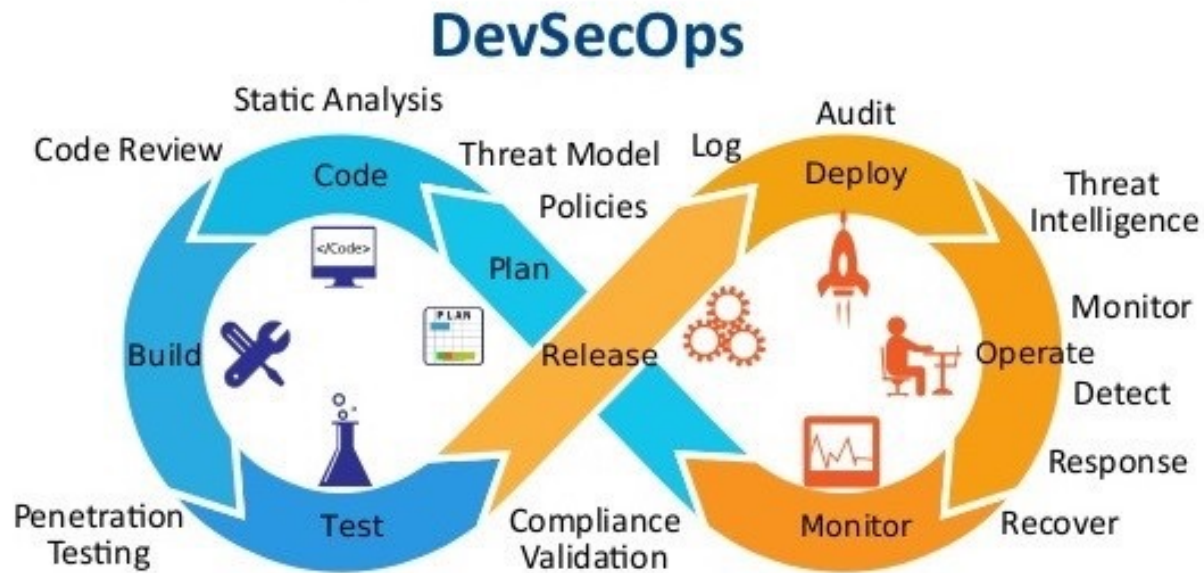 DevSecOps
Static Analysis
Audit
Code Review
Threat Model
Log
Code
Deploy
Policies
Threat
Intelligence
</Code>
Plan
PLAN
Monitor
Build
Release
Operate
Detect
Response
Penetration
Testing
Test
Compliance
Validation
Monitor
Recover